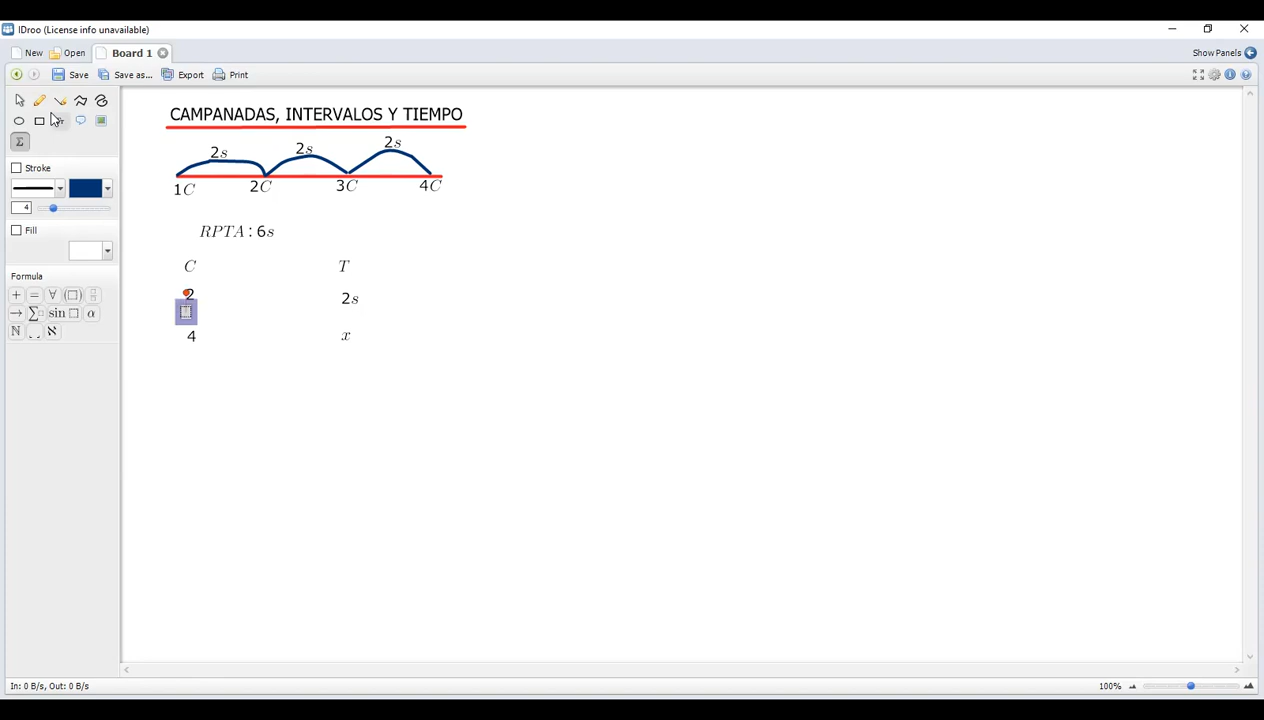 IDroo (License info unavailable)
New Open Board 1 Show Panels
Save Save as... Export Print
Stroke
4
Fill
Formula
+ = ∀ (□)
→ ∑ sin □ α
ℕ ℵ
CAMPANADAS, INTERVALOS Y TIEMPO
2s 2s 2s
1C 2C 3C 4C
RPTA : 6s
C T
2 2s
4 x
In: 0 B/s, Out: 0 B/s 100%